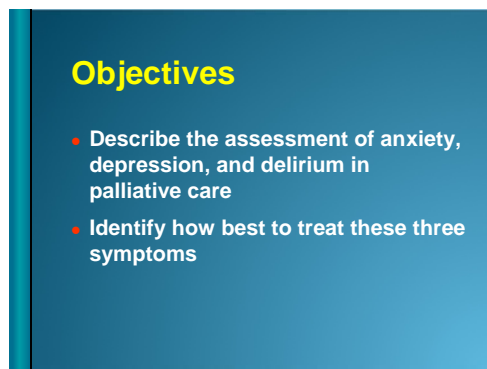 Objectives
• Describe the assessment of anxiety,
depression, and delirium in
palliative care
• Identify how best to treat these three
symptoms